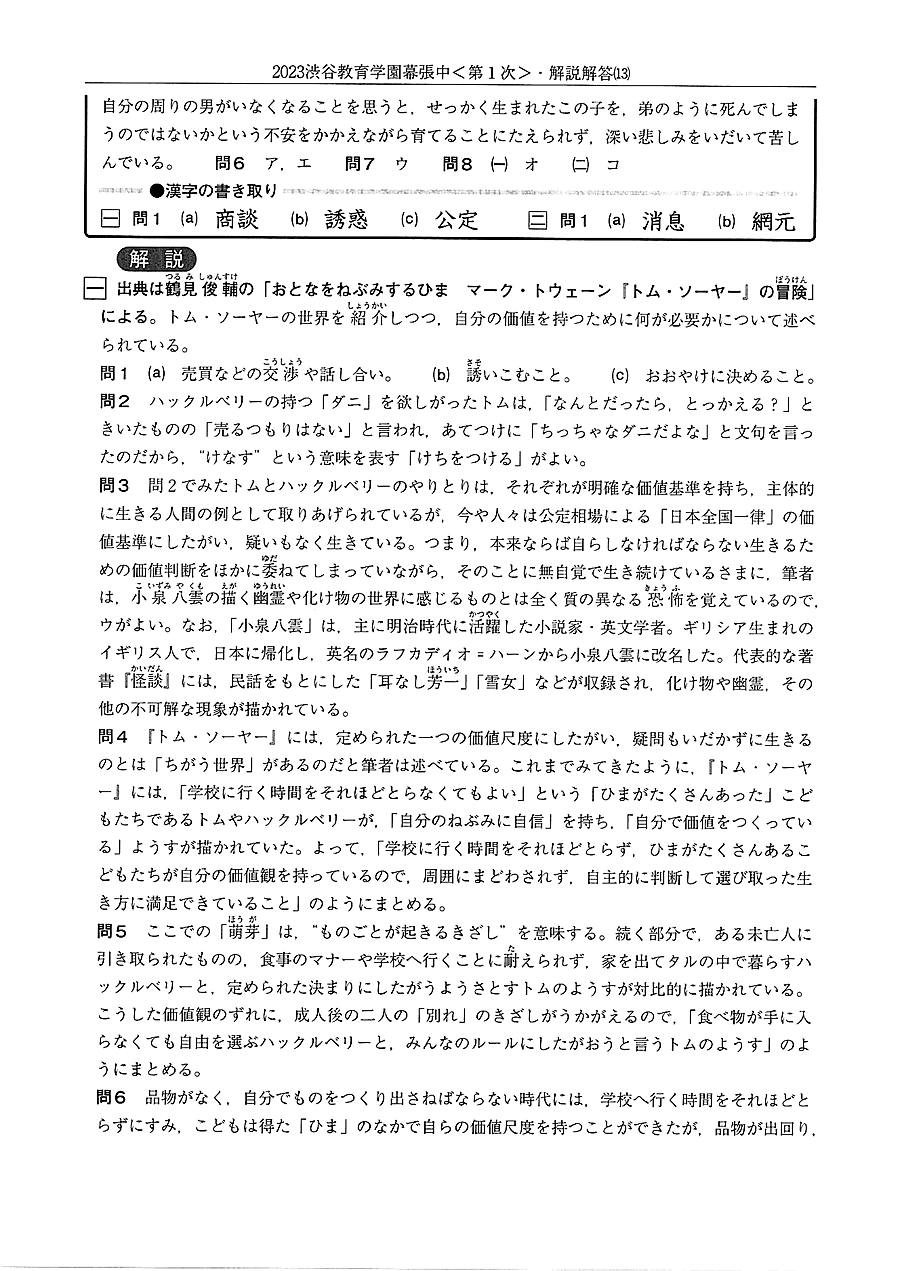 2023渋谷教育学園幕張中＜第1次＞・解説解答(13)
自分の周りの男がいなくなることを思うと，せっかく生まれたこの子を，弟のように死んでしま
うのではないかという不安をかかえながら育てることにたえられず，深い悲しみをいだいて苦し
んでいる。　問6　ア，エ　問7　ウ　問8　㈠　オ　㈡　コ
●漢字の書き取り
一　問1　(a)　商談　(b)　誘惑　(c)　公定　二　問1　(a)　消息　(b)　網元
解説
一　出典は鶴見俊輔の「おとなをねぶみするひま　マーク・トウェーン『トム・ソーヤー』の冒険」
による。トム・ソーヤーの世界を紹介しつつ，自分の価値を持つために何が必要かについて述べ
られている。
問1　(a)　売買などの交渉や話し合い。　(b)　誘いこむこと。　(c)　おおやけに決めること。
問2　ハックルベリーの持つ「ダニ」を欲しがったトムは，「なんとだったら，とっかえる？」と
きいたものの「売るつもりはない」と言われ，あてつけに「ちっちゃなダニだよな」と文句を言っ
たのだから，“けなす”という意味を表す「けちをつける」がよい。
問3　問2でみたトムとハックルベリーのやりとりは，それぞれが明確な価値基準を持ち，主体的
に生きる人間の例として取りあげられているが，今や人々は公定相場による「日本全国一律」の価
値基準にしたがい，疑いもなく生きている。つまり，本来ならば自らしなければならない生きるた
めの価値判断をほかに委ねてしまっていながら，そのことに無自覚で生き続けているさまに，筆者
は，小泉八雲の描く幽霊や化け物の世界に感じるものとは全く質の異なる恐怖を覚えているので，
ウがよい。なお，「小泉八雲」は，主に明治時代に活躍した小説家・英文学者。ギリシア生まれの
イギリス人で，日本に帰化し，英名のラフカディオ＝ハーンから小泉八雲に改名した。代表的な著
書『怪談』には，民話をもとにした「耳なし芳一」「雪女」などが収録され，化け物や幽霊，その
他の不可解な現象が描かれている。
問4　『トム・ソーヤー』には，定められた一つの価値尺度にしたがい，疑問もいだかずに生きる
のとは「ちがう世界」があるのだと筆者は述べている。これまでみてきたように，『トム・ソーヤ
ー』には，「学校に行く時間をそれほどとらなくてもよい」という「ひまがたくさんあった」こど
もたちであるトムやハックルベリーが，「自分のねぶみに自信」を持ち，「自分で価値をつくってい
る」ようすが描かれていた。よって，「学校に行く時間をそれほどとらず，ひまがたくさんあるこ
どもたちが自分の価値観を持っているので，周囲にまどわされず，自主的に判断して選び取った生
き方に満足できていること」のようにまとめる。
問5　ここでの「萌芽」は，“ものごとが起きるきざし”を意味する。続く部分で，ある未亡人に
引き取られたものの，食事のマナーや学校へ行くことに耐えられず，家を出てタルの中で暮らすハ
ックルベリーと，定められた決まりにしたがうようさとすトムのようすが対比的に描かれている。
こうした価値観のずれに，成人後の二人の「別れ」のきざしがうかがえるので，「食べ物が手に入
らなくても自由を選ぶハックルベリーと，みんなのルールにしたがおうと言うトムのようす」のよ
うにまとめる。
問6　品物がなく，自分でものをつくり出さねばならない時代には，学校へ行く時間をそれほどと
らずにすみ，こどもは得た「ひま」のなかで自らの価値尺度を持つことができたが，品物が出回り，